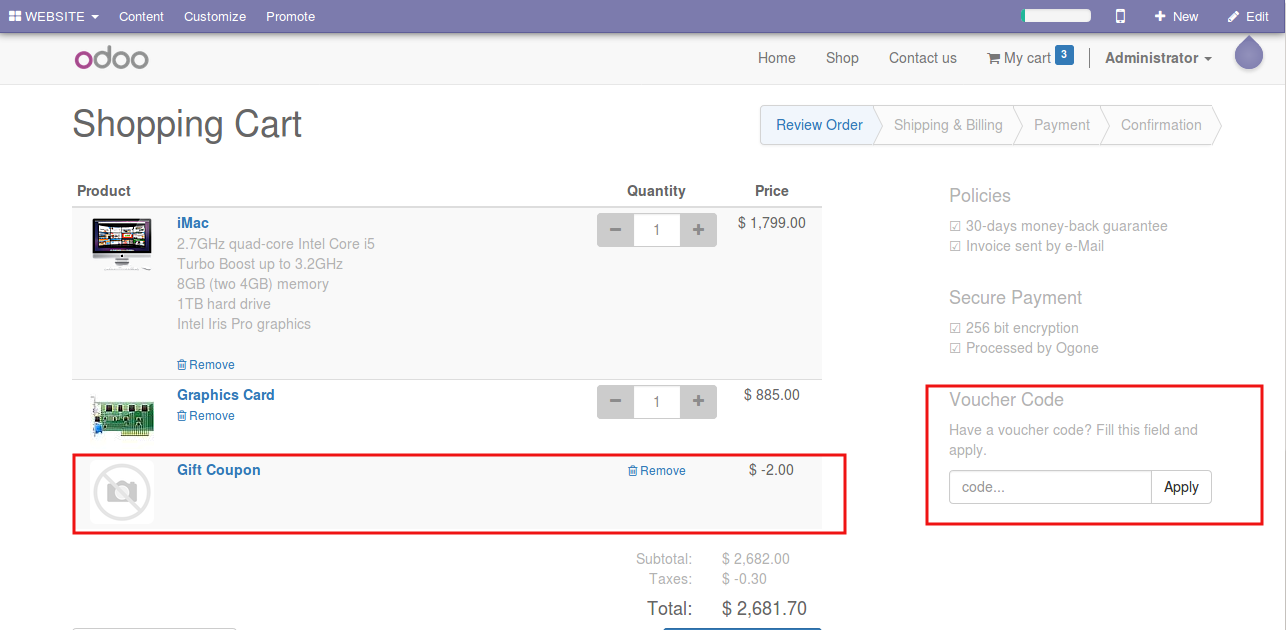 WEBSITE Content Customize Promote New Edit
odoo Home Shop Contact us My cart 3 Administrator
Shopping Cart
Review Order Shipping & Billing Payment Confirmation
Product Quantity Price
iMac 1 $ 1,799.00
2.7GHz quad-core Intel Core i5
Turbo Boost up to 3.2GHz
8GB (two 4GB) memory
1TB hard drive
Intel Iris Pro graphics
Remove
Graphics Card 1 $ 885.00
Remove
Gift Coupon Remove $ -2.00
Subtotal: $ 2,682.00
Taxes: $ -0.30
Total: $ 2,681.70
Policies
30-days money-back guarantee
Invoice sent by e-Mail
Secure Payment
256 bit encryption
Processed by Ogone
Voucher Code
Have a voucher code? Fill this field and
apply.
code... Apply